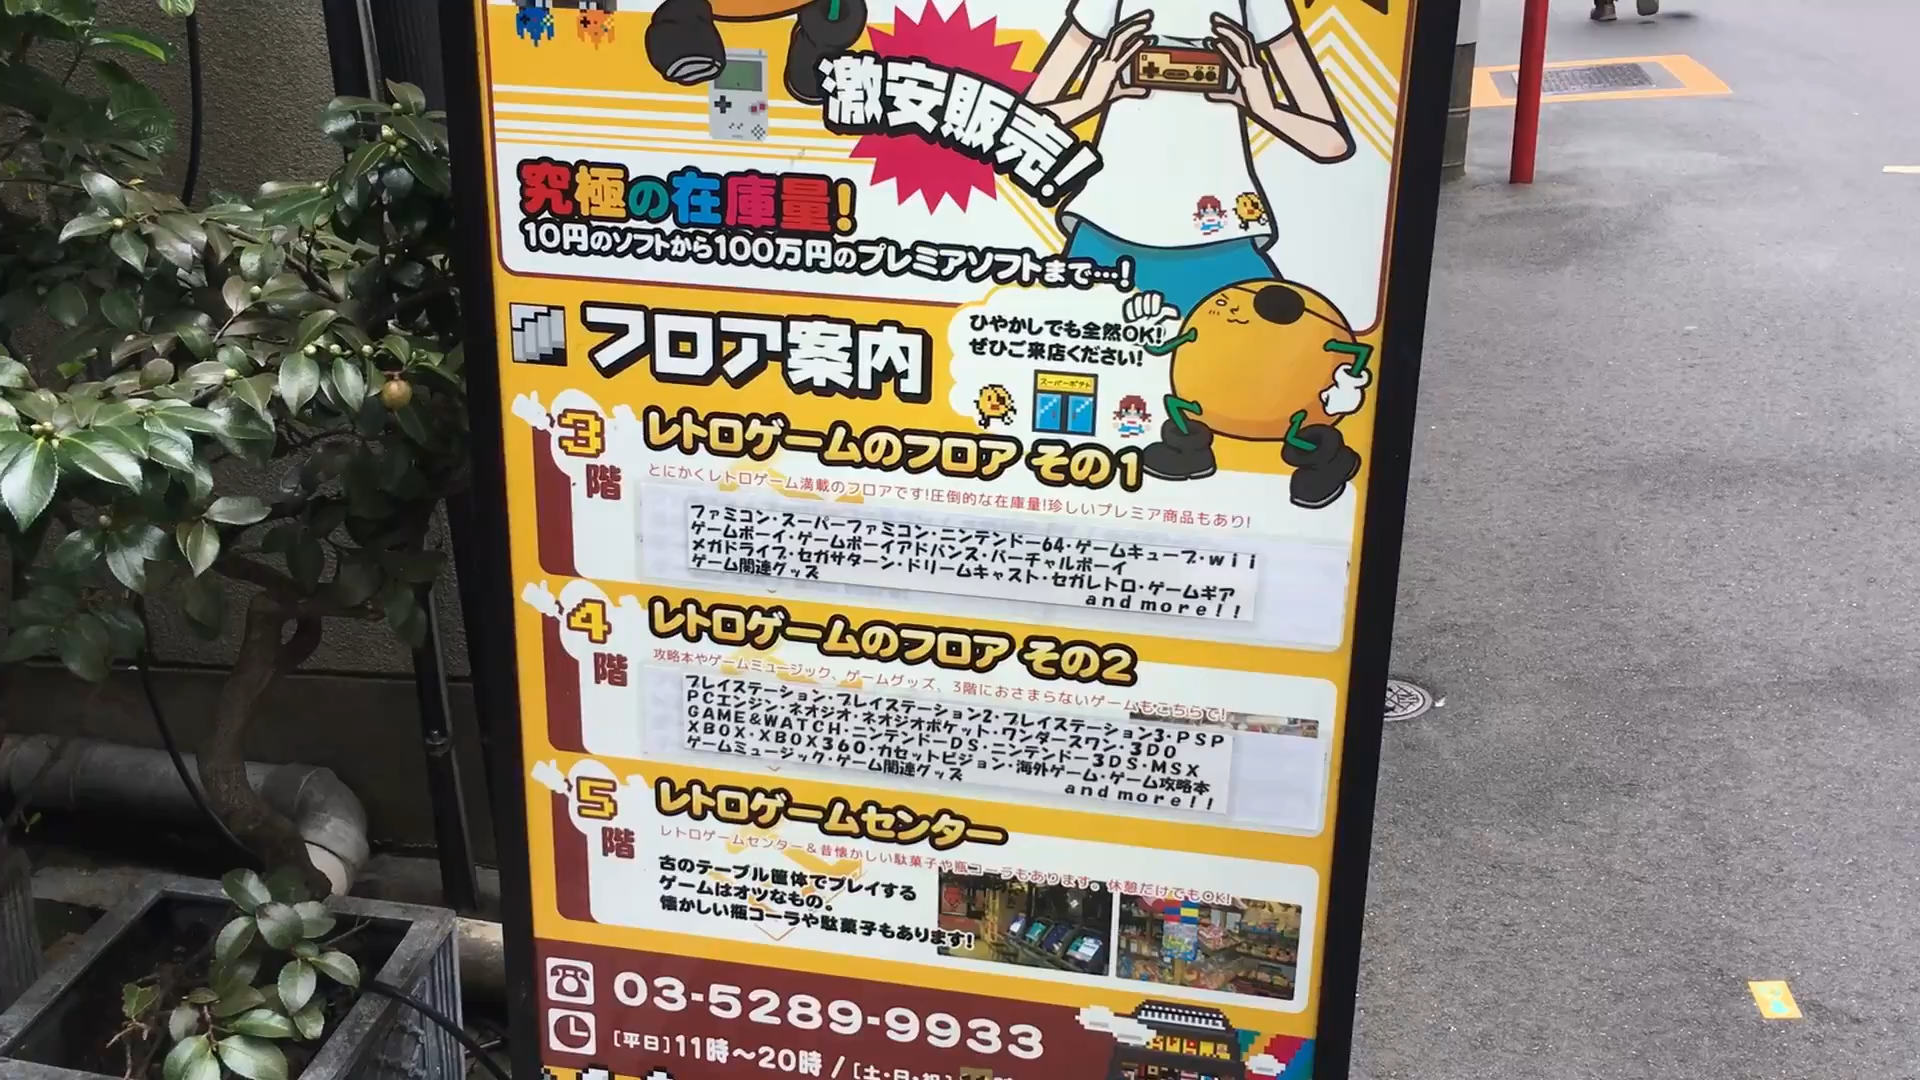 激安販売!
究極の在庫量!
10円のソフトから100万円のプレミアソフトまで…!
フロア案内
ひやかしでも全然OK!
ぜひご来店ください!
スーパーポテト
3階
レトロゲームのフロア その1
とにかくレトロゲーム満載のフロアです!圧倒的な在庫量!珍しいプレミア商品もあり!
ファミコン・スーパーファミコン・ニンテンドー64・ゲームキューブ・wii
ゲームボーイ・ゲームボーイアドバンス・バーチャルボーイ
メガドライブ・セガサターン・ドリームキャスト・セガレトロ・ゲームギア
ゲーム関連グッズ
and more!!
4階
レトロゲームのフロア その2
攻略本やゲームミュージック、ゲームグッズ、3階におさまらないゲームもこちらで!
プレイステーション・プレイステーション2・プレイステーション3・PSP
PCエンジン・ネオジオ・ネオジオポケット・ワンダースワン・3DO
GAME&WATCH・ニンテンドーDS・ニンテンドー3DS・MSX
XBOX・XBOX360・カセットビジョン・海外ゲーム・ゲーム攻略本
ゲームミュージック・ゲーム関連グッズ
and more!!
5階
レトロゲームセンター
レトロゲームセンター&昔懐かしい駄菓子や瓶コーラもあります。休憩だけでもOK!
古のテーブル筐体でプレイする
ゲームはオツなもの。
懐かしい瓶コーラや駄菓子もあります!
03-5289-9933
[平日]11時～20時 / [土・日・祝]